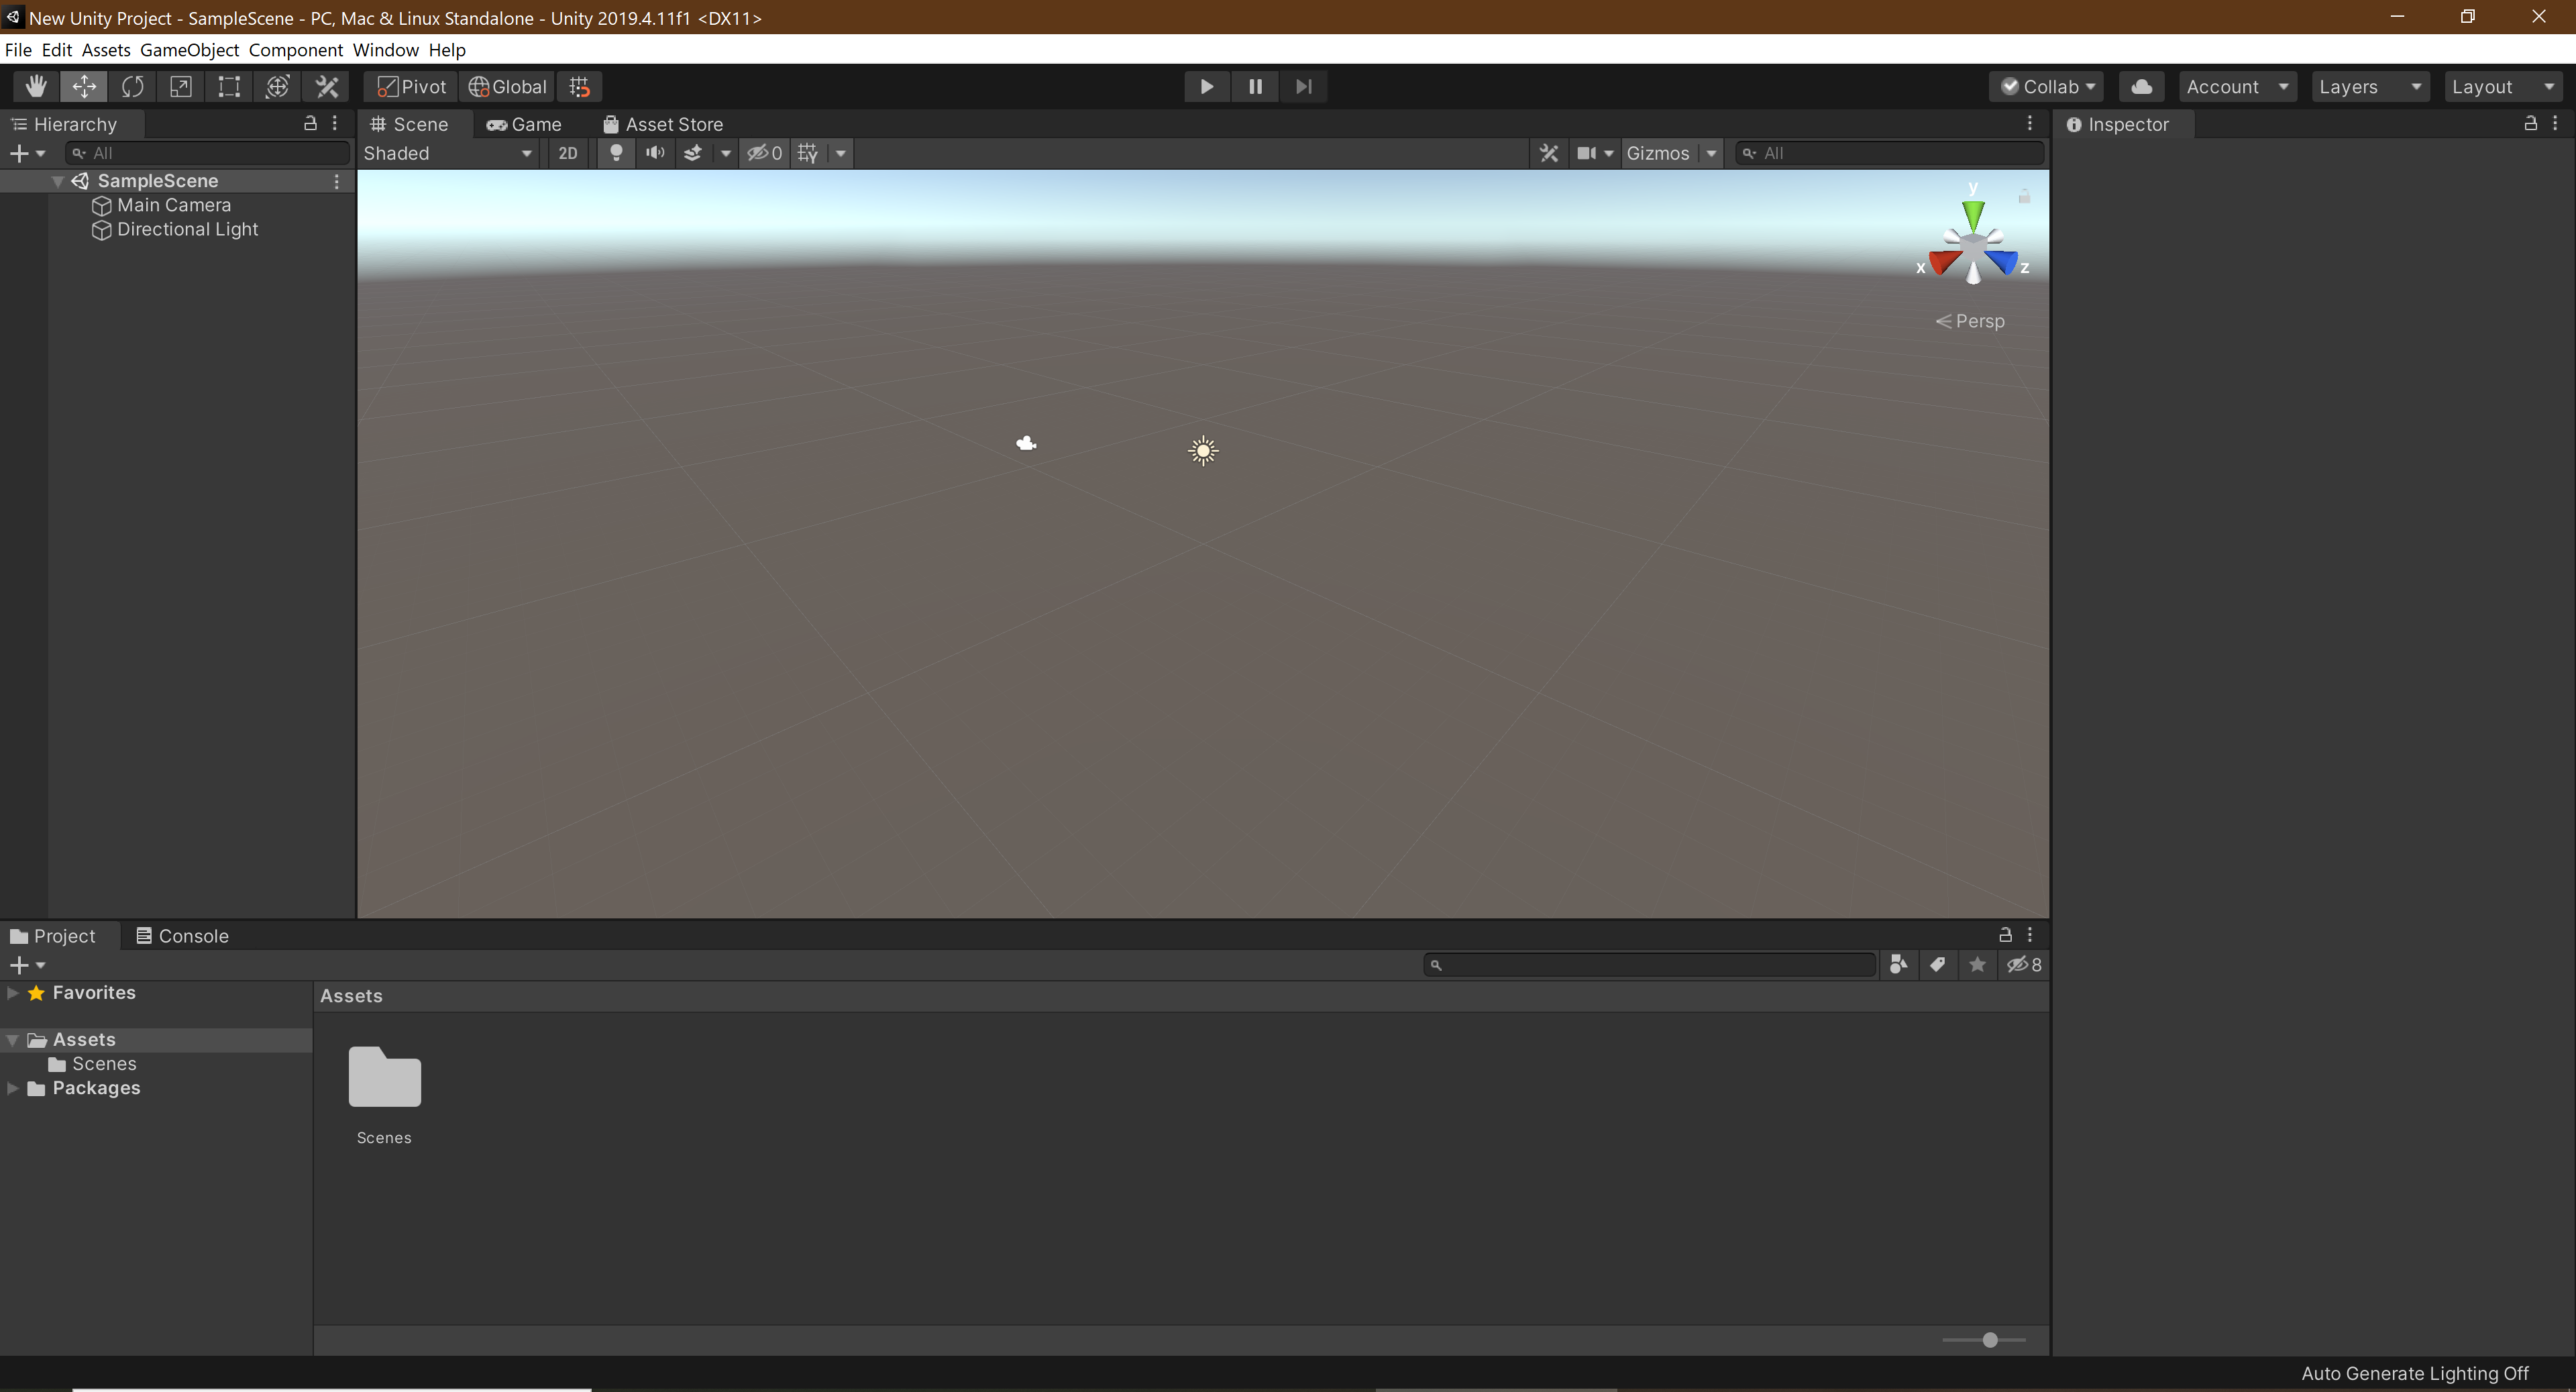 New Unity Project - SampleScene - PC, Mac & Linux Standalone - Unity 2019.4.11f1 <DX11>
File Edit Assets GameObject Component Window Help
Pivot Global Collab Account Layers Layout
Hierarchy
All
SampleScene
Main Camera
Directional Light
Scene Game Asset Store
Shaded 2D 0 Gizmos All
y
x z
Persp
Inspector
Project Console
8
Favorites
Assets
Scenes
Packages
Assets
Scenes
Auto Generate Lighting Off